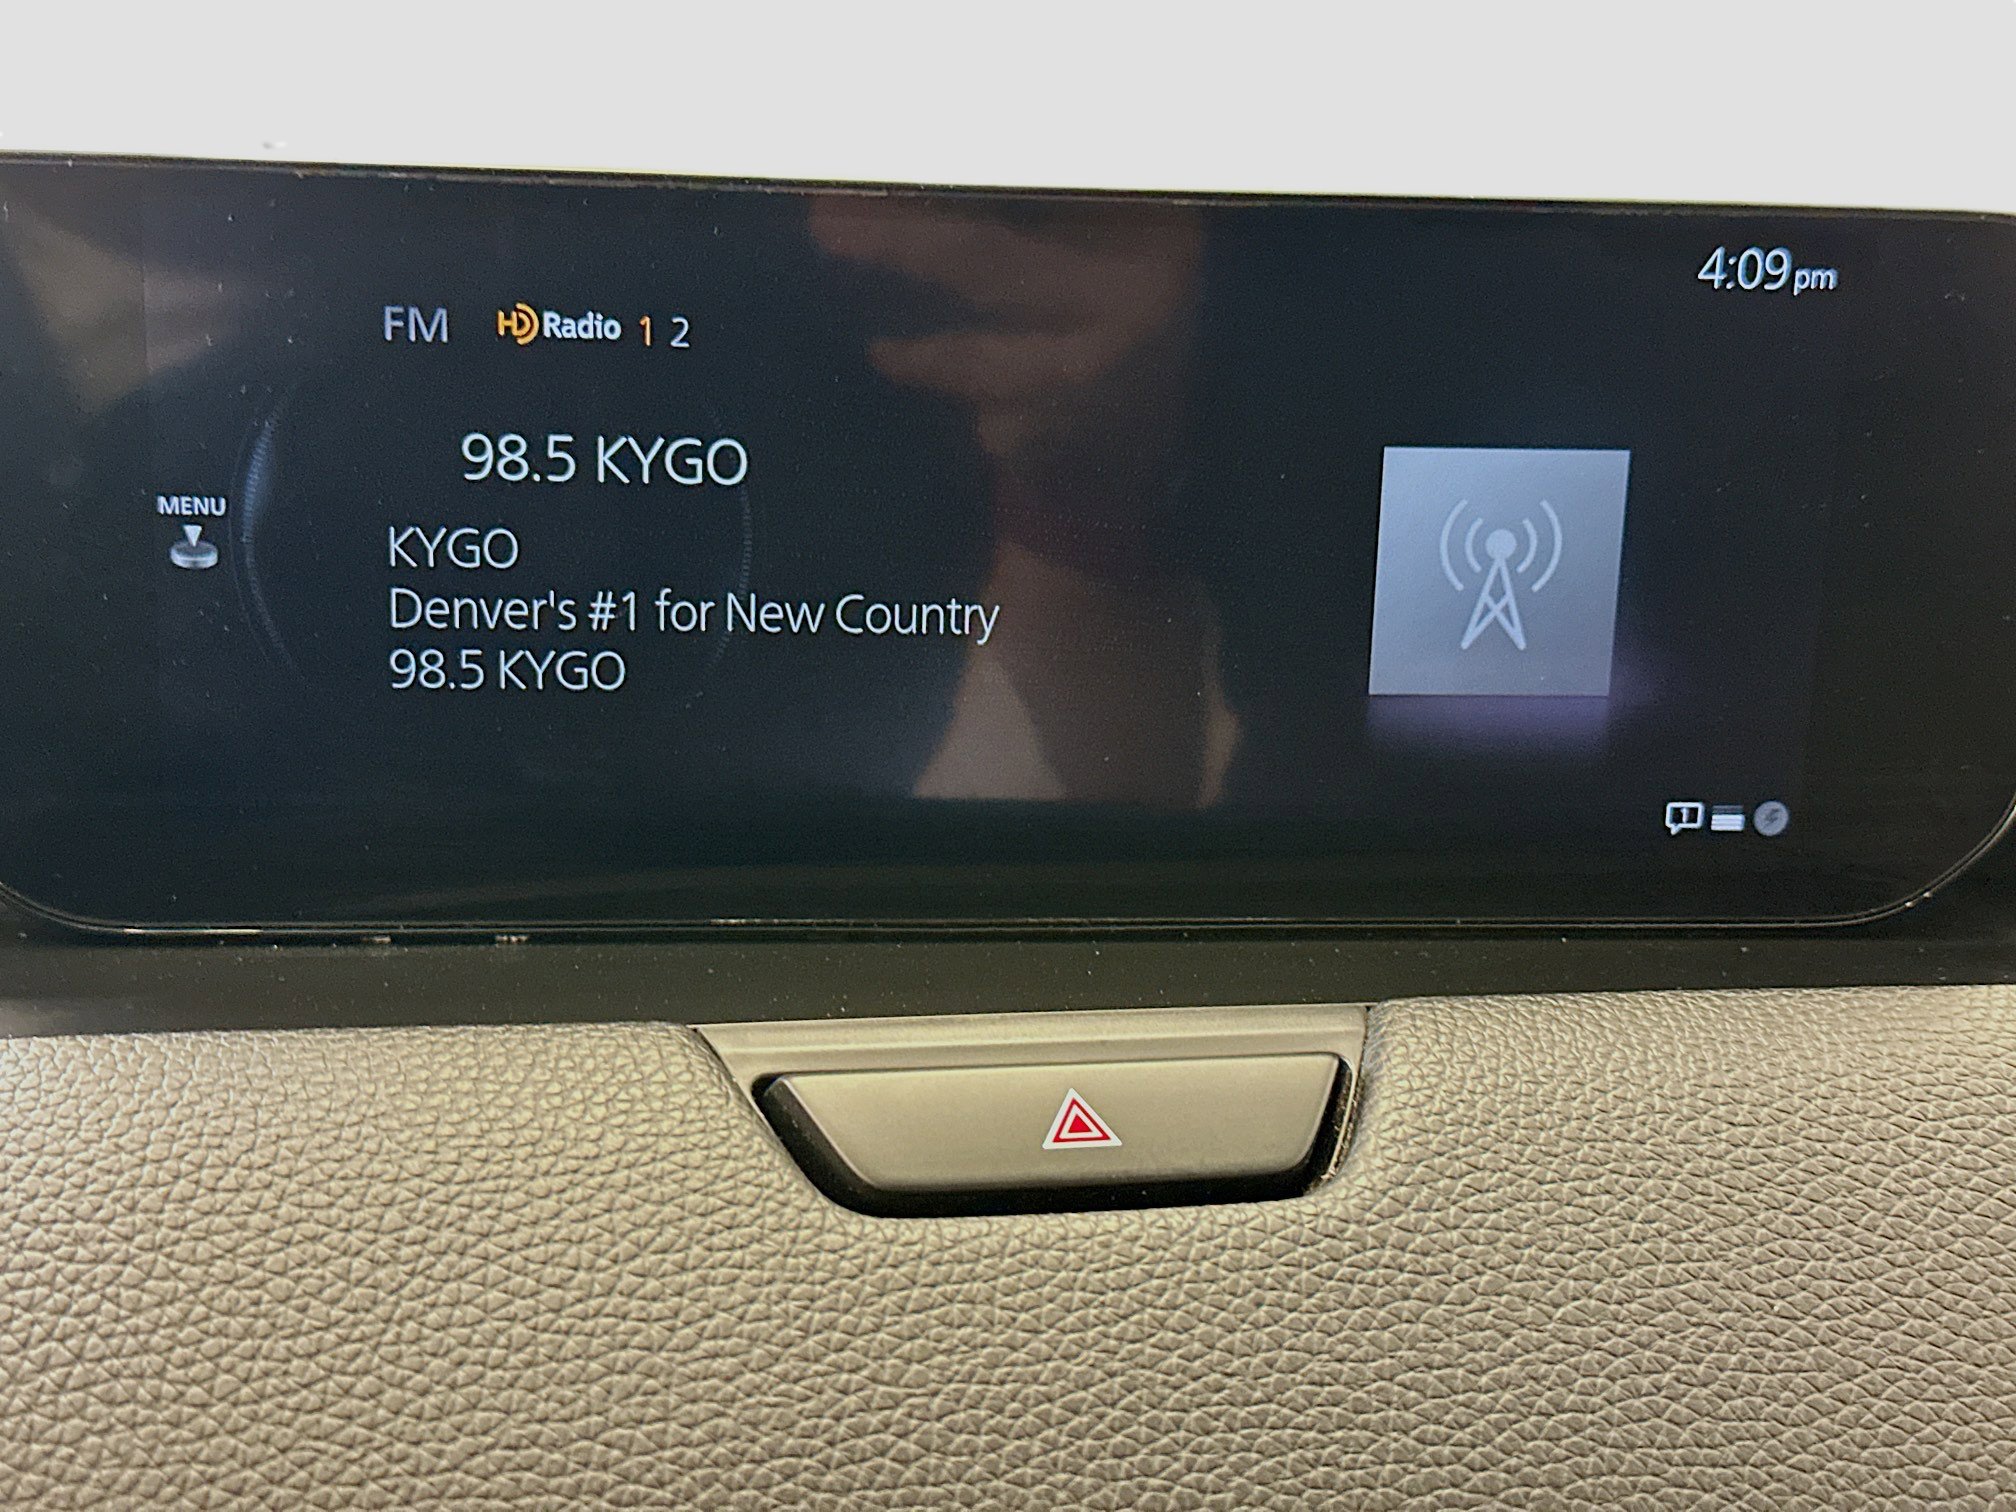 4:09pm
FM HD Radio 1 2
98.5 KYGO
MENU
KYGO
Denver's #1 for New Country
98.5 KYGO
1